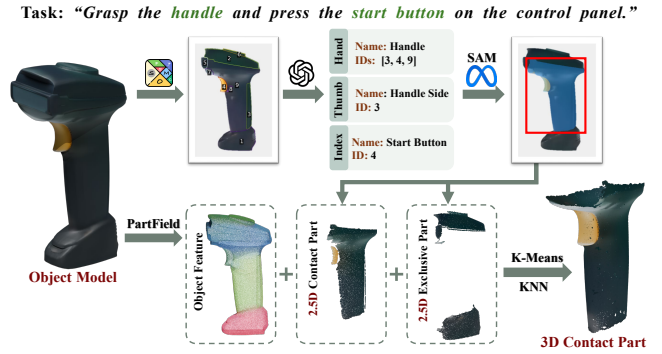 Task: “Grasp the handle and press the start button on the control panel.”
Hand
Name: Handle
IDs: [3, 4, 9]
Thumb
Name: Handle Side
ID: 3
Index
Name: Start Button
ID: 4
SAM
Object Model
PartField
Object Feature
2.5D Contact Part
2.5D Exclusive Part
K-Means
KNN
3D Contact Part